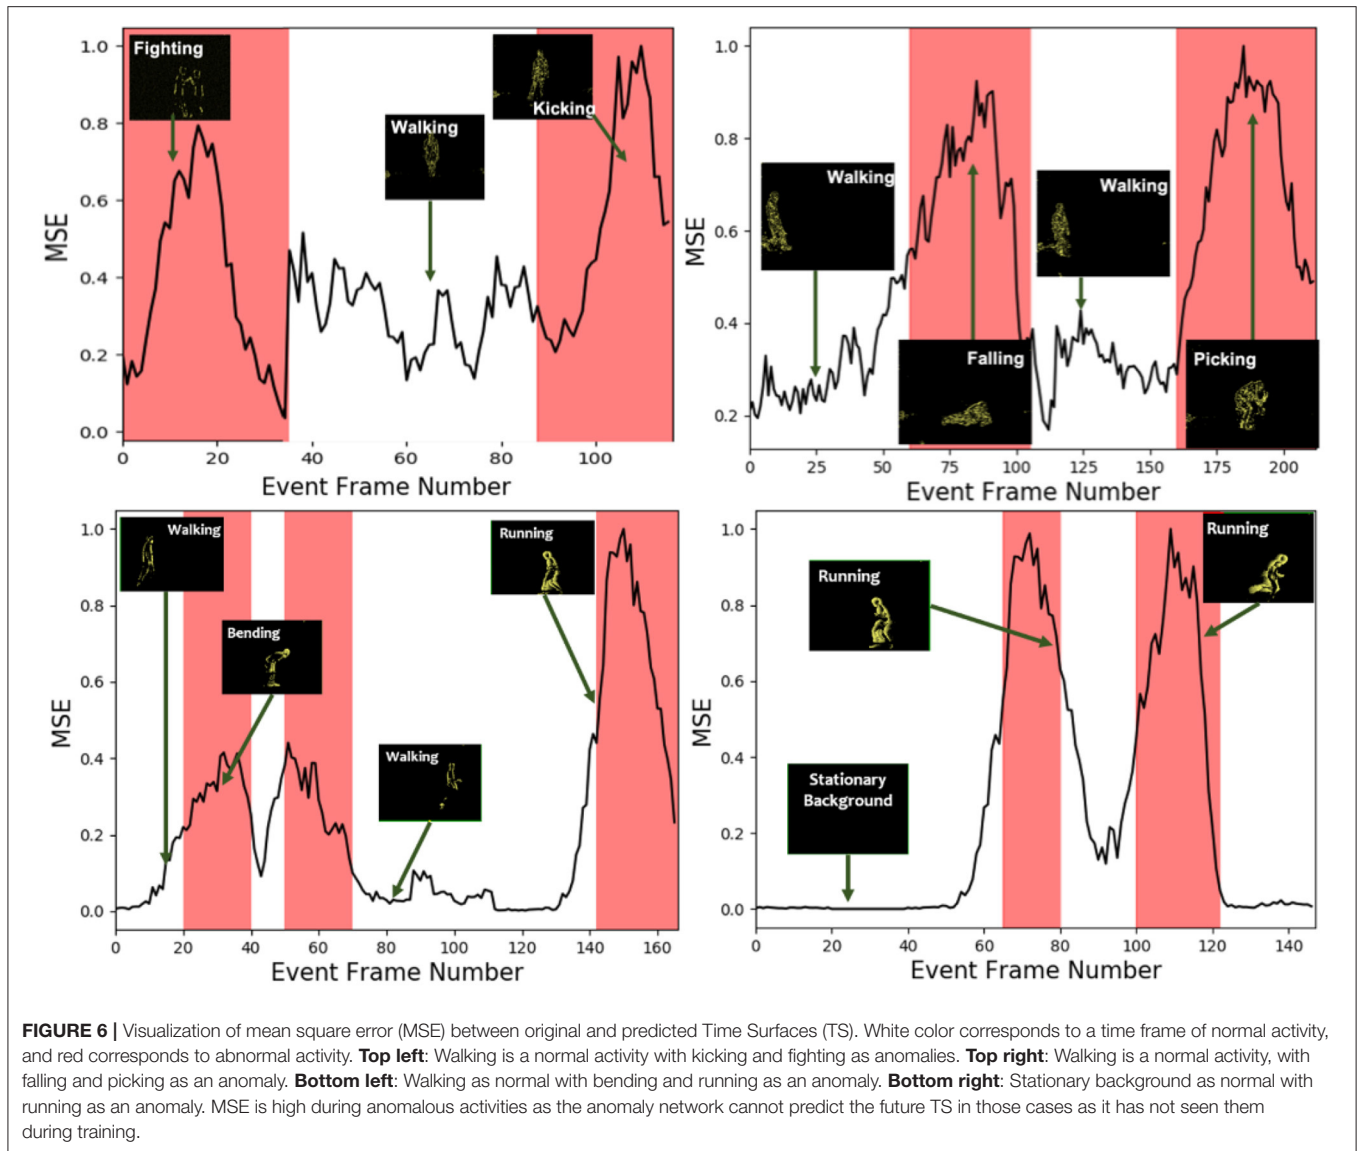 Fighting
Walking
Kicking
1.0
0.8
0.6
0.4
0.2
0.0
MSE
0
20
40
60
80
100
Event Frame Number
Walking
Falling
Walking
Picking
1.0
0.8
0.6
0.4
0.2
MSE
0
25
50
75
100
125
150
175
200
Event Frame Number
Walking
Bending
Walking
Running
1.0
0.8
0.6
0.4
0.2
0.0
MSE
0
20
40
60
80
100
120
140
160
Event Frame Number
Running
Running
Stationary
Background
1.0
0.8
0.6
0.4
0.2
0.0
MSE
0
20
40
60
80
100
120
140
Event Frame Number
FIGURE 6 | Visualization of mean square error (MSE) between original and predicted Time Surfaces (TS). White color corresponds to a time frame of normal activity,
and red corresponds to abnormal activity. Top left: Walking is a normal activity with kicking and fighting as anomalies. Top right: Walking is a normal activity, with
falling and picking as an anomaly. Bottom left: Walking as normal with bending and running as an anomaly. Bottom right: Stationary background as normal with
running as an anomaly. MSE is high during anomalous activities as the anomaly network cannot predict the future TS in those cases as it has not seen them
during training.